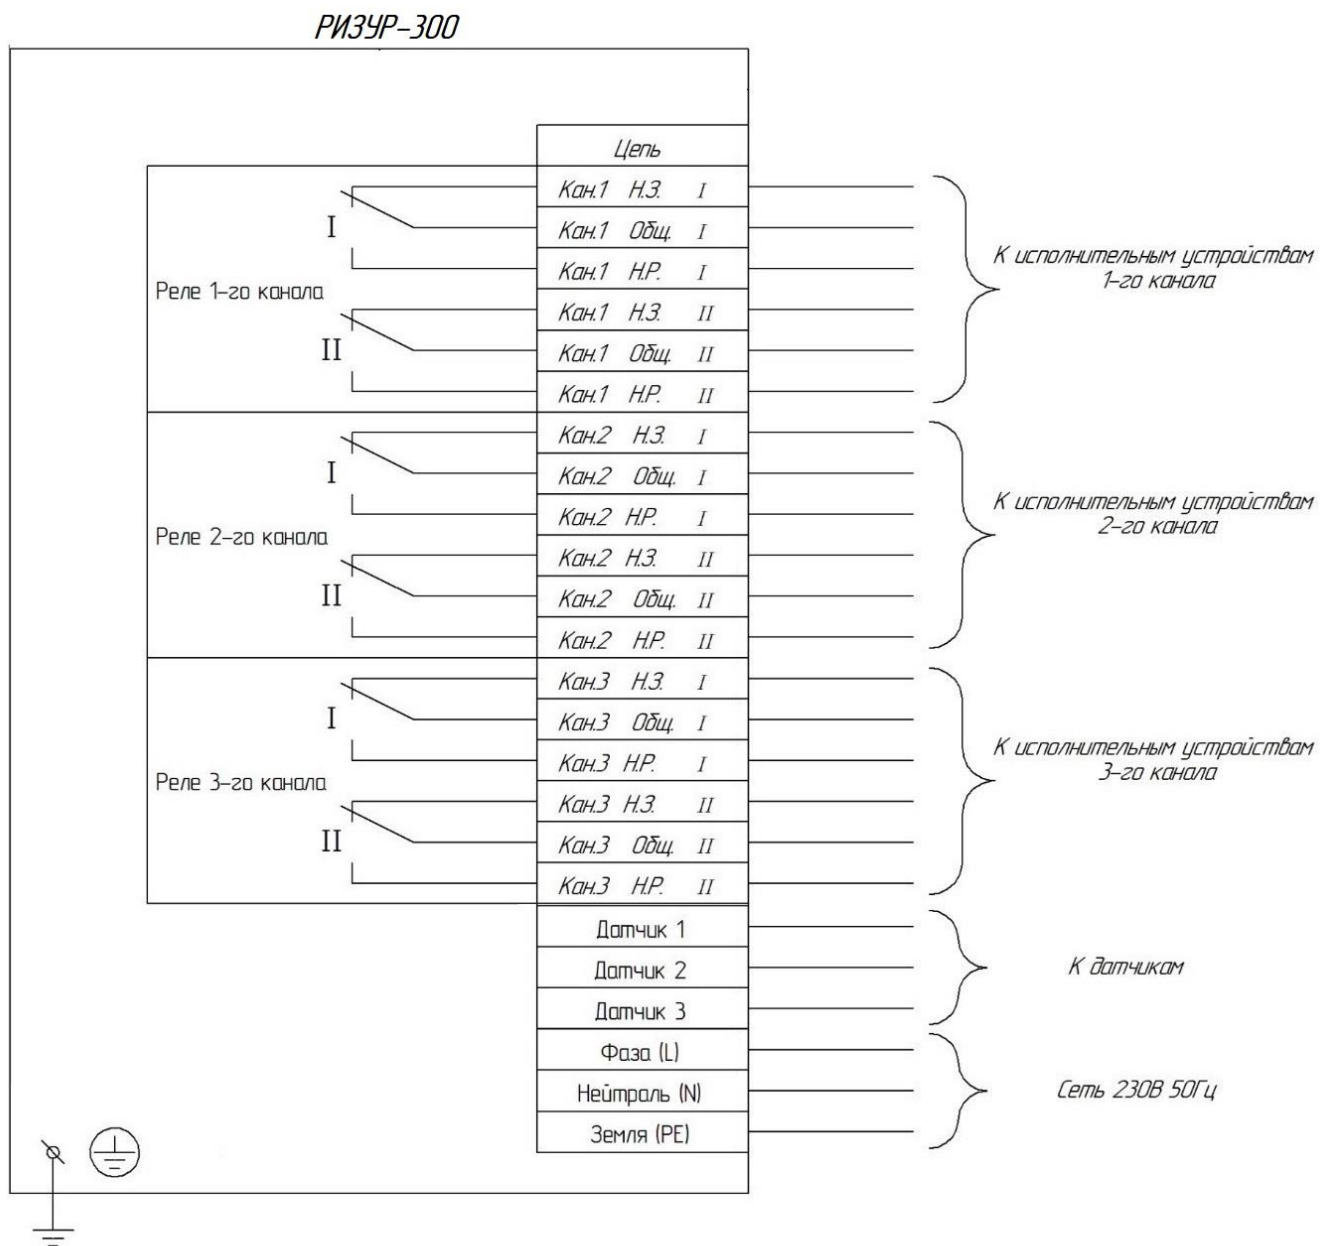 РИЗУР-300
Цепь
Кан.1 Н.З. I
Кан.1 Общ. I
Кан.1 Н.Р. I
Кан.1 Н.З. II
Кан.1 Общ. II
Кан.1 Н.Р. II
I
Реле 1-го канала
II
К исполнительным устройствам
1-го канала
Кан.2 Н.З. I
Кан.2 Общ. I
Кан.2 Н.Р. I
Кан.2 Н.З. II
Кан.2 Общ. II
Кан.2 Н.Р. II
I
Реле 2-го канала
II
К исполнительным устройствам
2-го канала
Кан.3 Н.З. I
Кан.3 Общ. I
Кан.3 Н.Р. I
Кан.3 Н.З. II
Кан.3 Общ. II
Кан.3 Н.Р. II
I
Реле 3-го канала
II
К исполнительным устройствам
3-го канала
Датчик 1
Датчик 2
Датчик 3
К датчикам
Фаза (L)
Нейтраль (N)
Земля (PE)
Сеть 230В 50Гц